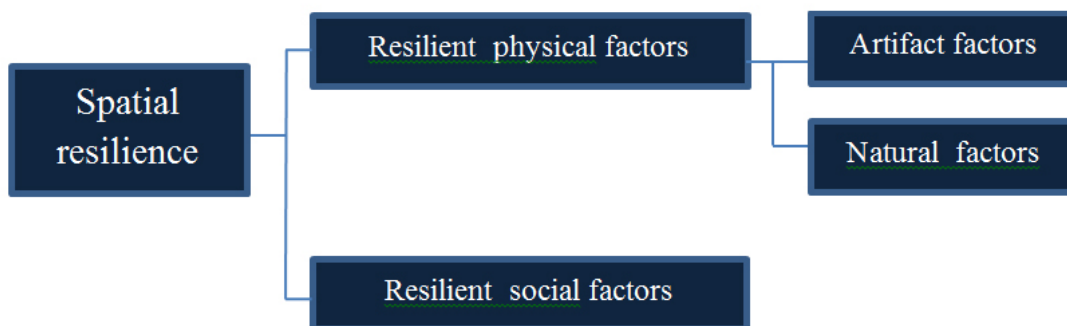 Spatial
resilience
Resilient physical factors
Artifact factors
Natural factors
Resilient social factors